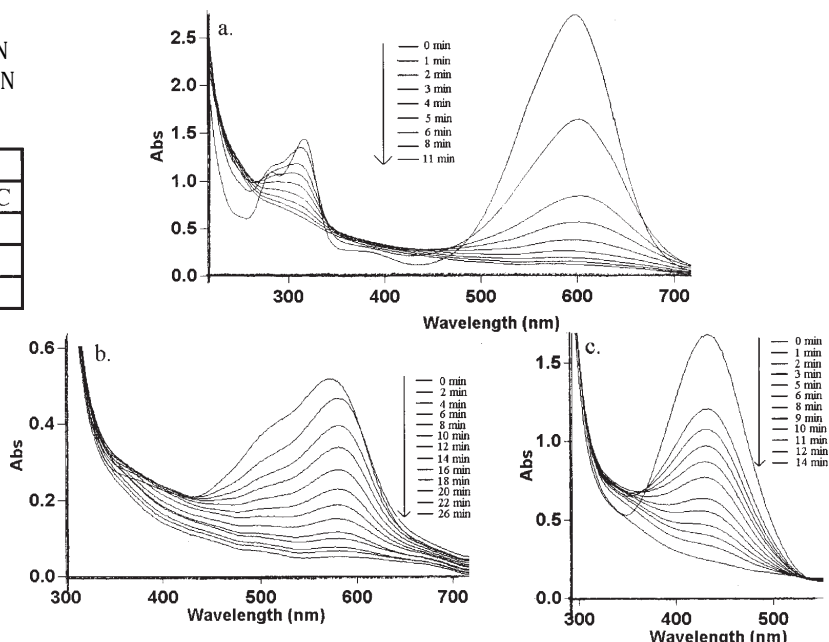 N
N
C
a.
Abs
2.5
2.0
1.5
1.0
0.5
0.0
0 min
1 min
2 min
3 min
4 min
5 min
6 min
8 min
11 min
300 400 500 600 700
Wavelength (nm)
b.
Abs
0.6
0.4
0.2
0.0
0 min
2 min
4 min
6 min
8 min
10 min
12 min
14 min
16 min
18 min
20 min
22 min
26 min
300 400 500 600 700
Wavelength (nm)
c.
Abs
1.5
1.0
0.5
0.0
0 min
1 min
2 min
3 min
5 min
6 min
8 min
9 min
10 min
11 min
12 min
14 min
300 400 500
Wavelength (nm)